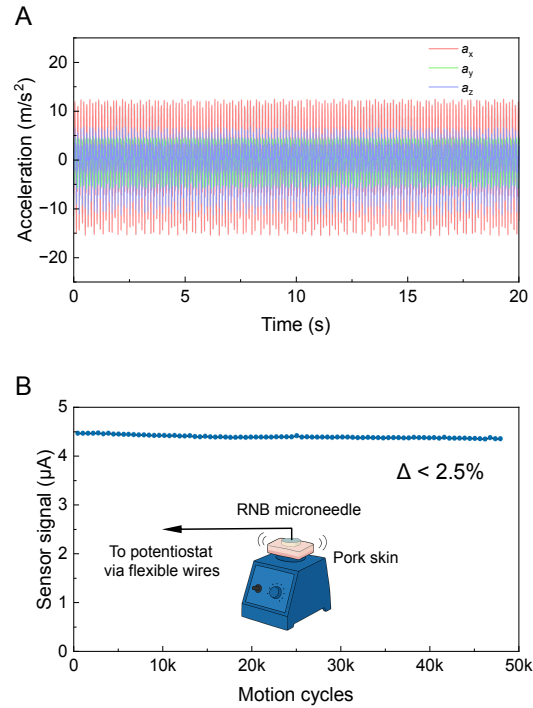 A
Acceleration (m/s²)
20
10
0
−10
−20
aₓ
a_y
a_z
0
5
10
15
20
Time (s)
B
Sensor signal (μA)
5
4
3
2
1
0
Δ < 2.5%
RNB microneedle
To potentiostat
via flexible wires
Pork skin
0
10k
20k
30k
40k
50k
Motion cycles